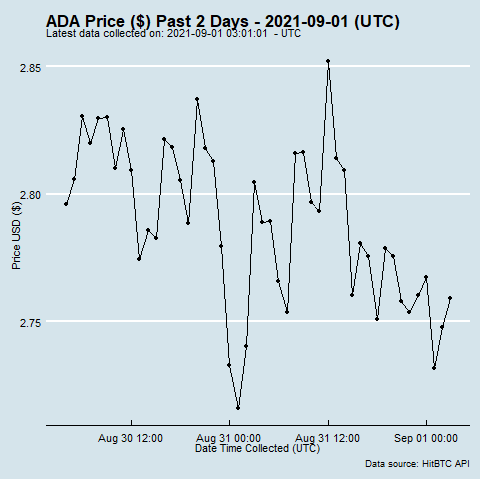 ADA Price ($) Past 2 Days - 2021-09-01 (UTC)
Latest data collected on: 2021-09-01 03:01:01 - UTC
2.85
2.80
2.75
Price USD ($)
Aug 30 12:00 Aug 31 00:00 Aug 31 12:00 Sep 01 00:00
Date Time Collected (UTC)
Data source: HitBTC API